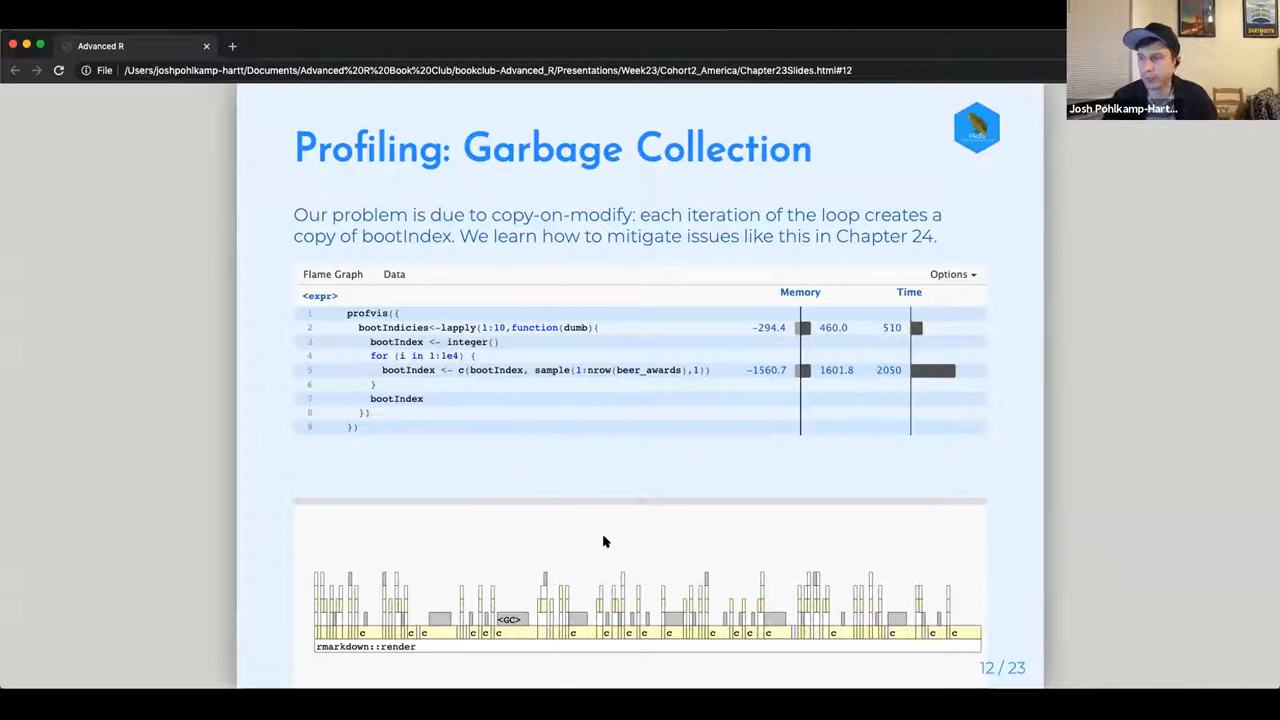 Advanced R
File
/Users/joshpohlkamp-hartt/Documents/Advanced%20R%20Book%20Club/bookclub-Advanced_R/Presentations/Week23/Cohort2_America/Chapter23Slides.html#12
DARTMOUTH
Josh Pohlkamp-Hart...
Profiling: Garbage Collection
Our problem is due to copy-on-modify: each iteration of the loop creates a
copy of bootIndex. We learn how to mitigate issues like this in Chapter 24.
Flame Graph Data Options
<expr> Memory Time
1 profvis({
2 bootIndicies<-lapply(1:10,function(dumb){ -294.4 460.0 510
3 bootIndex <- integer()
4 for (i in 1:1e4) {
5 bootIndex <- c(bootIndex, sample(1:nrow(beer_awards),1)) -1560.7 1601.8 2050
6 }
7 bootIndex
8 })
9 })
<GC>
c c c c c c c c c c c c c c c c c c c
rmarkdown::render
12 / 23